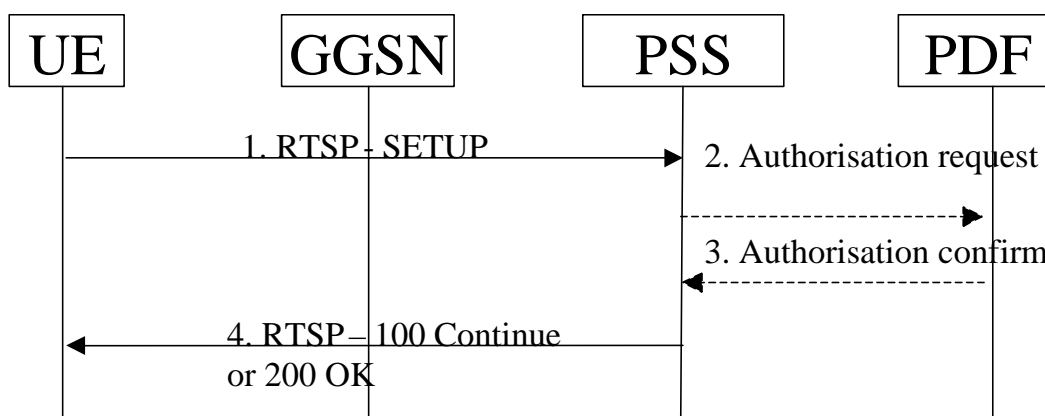 UE
GGSN
PSS
PDF
1. RTSP - SETUP
2. Authorisation request
3. Authorisation confirm
4. RTSP – 100 Continue
or 200 OK